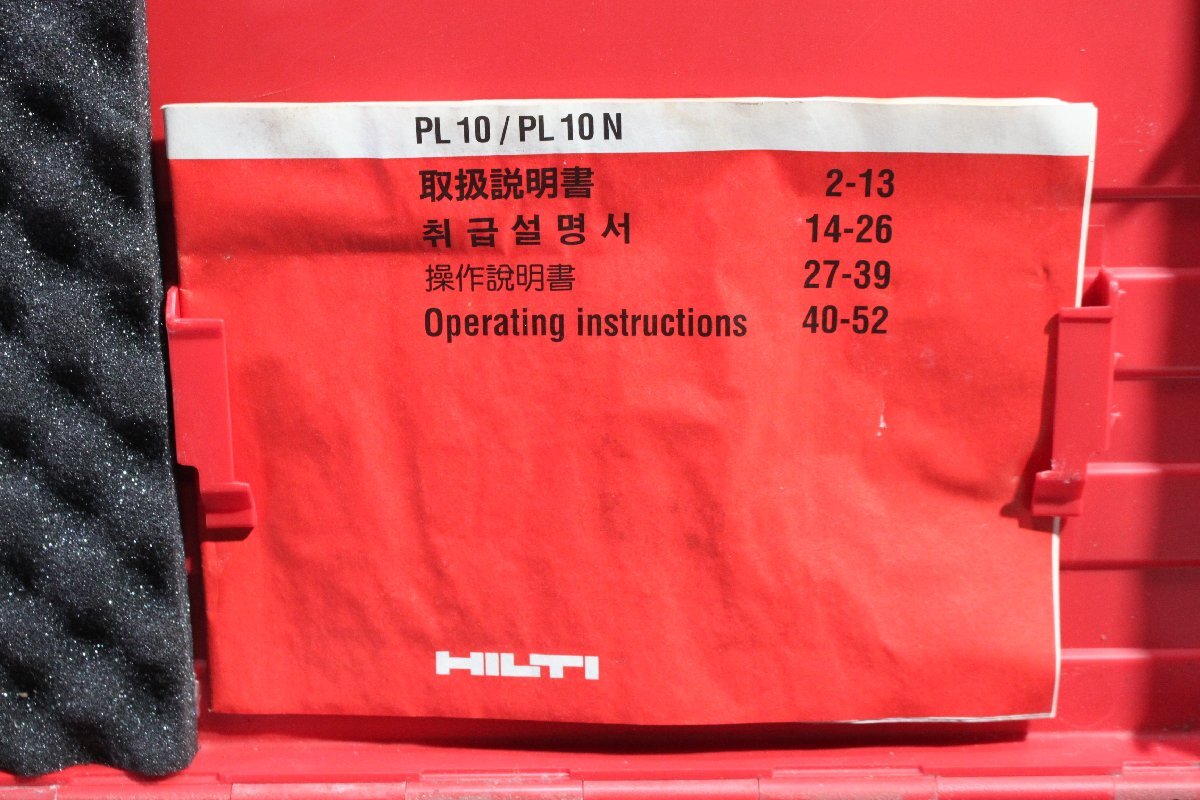 PL 10 / PL 10 N
取扱説明書 2-13
취급설명서 14-26
操作說明書 27-39
Operating instructions 40-52
HILTI